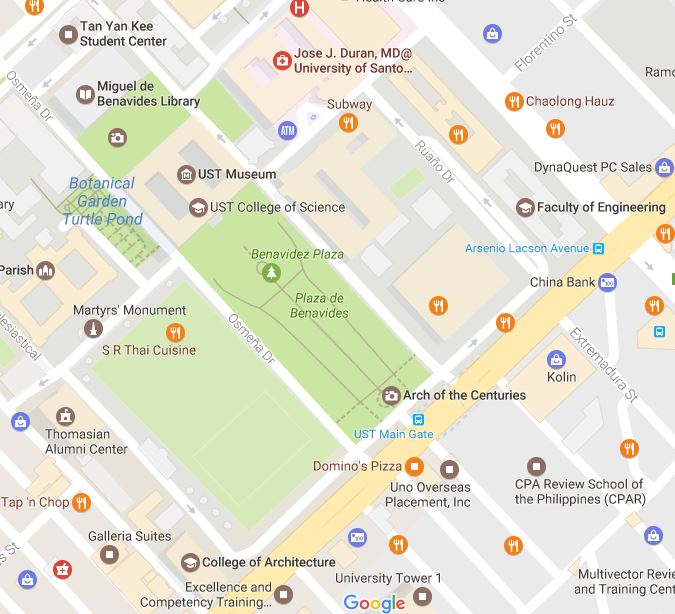 Health Care Inc
H
Tan Yan Kee
Student Center
Florentino St
Jose J. Duran, MD@
University of Santo...
Osmeña Dr
Miguel de
Benavides Library
Subway
Chaolong Hauz
ATM
Ruaño Dr
DynaQuest PC Sales
UST Museum
Botanical
Garden
Turtle Pond
UST College of Science
Faculty of Engineering
Arsenio Lacson Avenue
Benavidez Plaza
Parish
China Bank
Plaza de
Benavides
Martyrs' Monument
S R Thai Cuisine
Osmeña Dr
Extremadura St
Kolin
Arch of the Centuries
UST Main Gate
Thomasian
Alumni Center
Domino's Pizza
Uno Overseas
Placement, Inc
CPA Review School of
the Philippines (CPAR)
Tap 'n Chop
Galleria Suites
College of Architecture
Excellence and
Competency Training...
University Tower 1
Google
Multivector Revie
and Training Cent